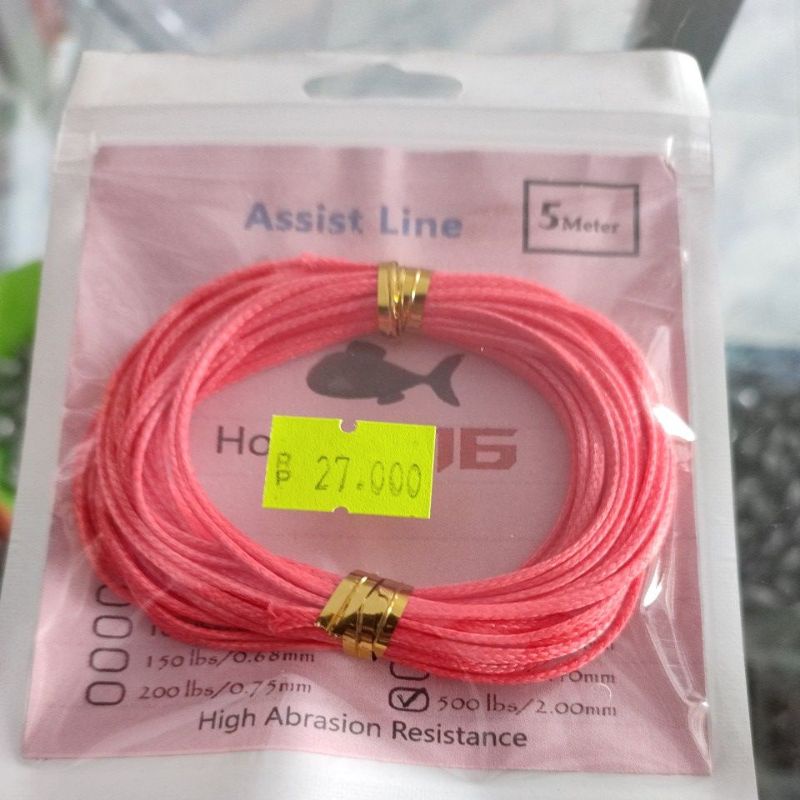 Assist Line
5 Meter
RP 27.000
150 lbs/0.68mm
200 lbs/0.75mm
500 lbs/2.00mm
High Abrasion Resistance